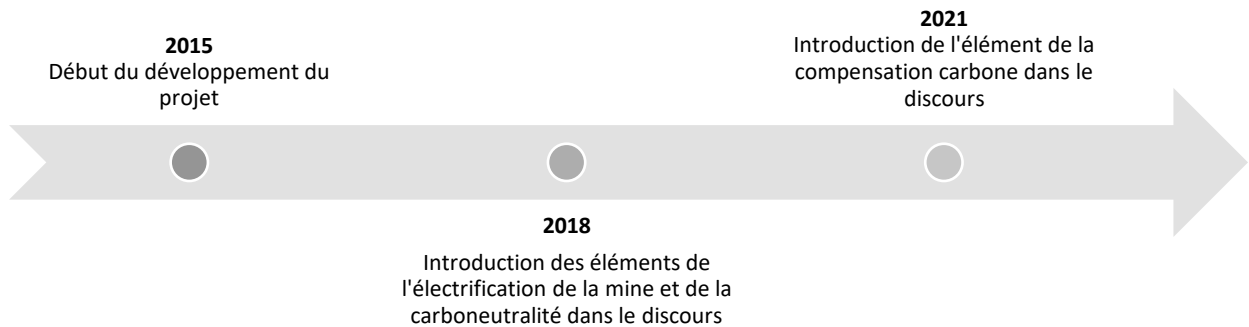 2015
Début du développement du
projet
2018
Introduction des éléments de
l'électrification de la mine et de la
carboneutralité dans le discours
2021
Introduction de l'élément de la
compensation carbone dans le
discours